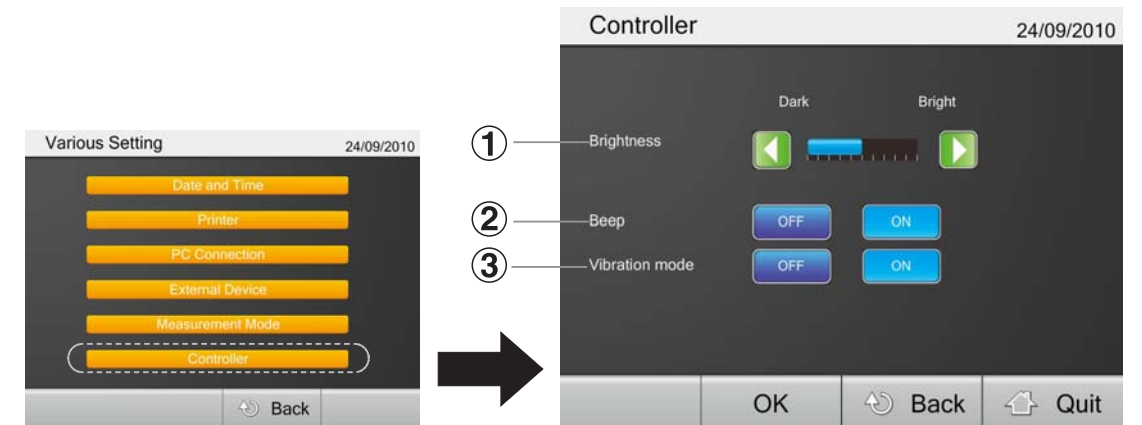 Various Setting
24/09/2010
Date and Time
Printer
PC Connection
External Device
Measurement Mode
Controller
Back
Controller
24/09/2010
Dark Bright
① Brightness
② Beep OFF ON
③ Vibration mode OFF ON
OK Back Quit